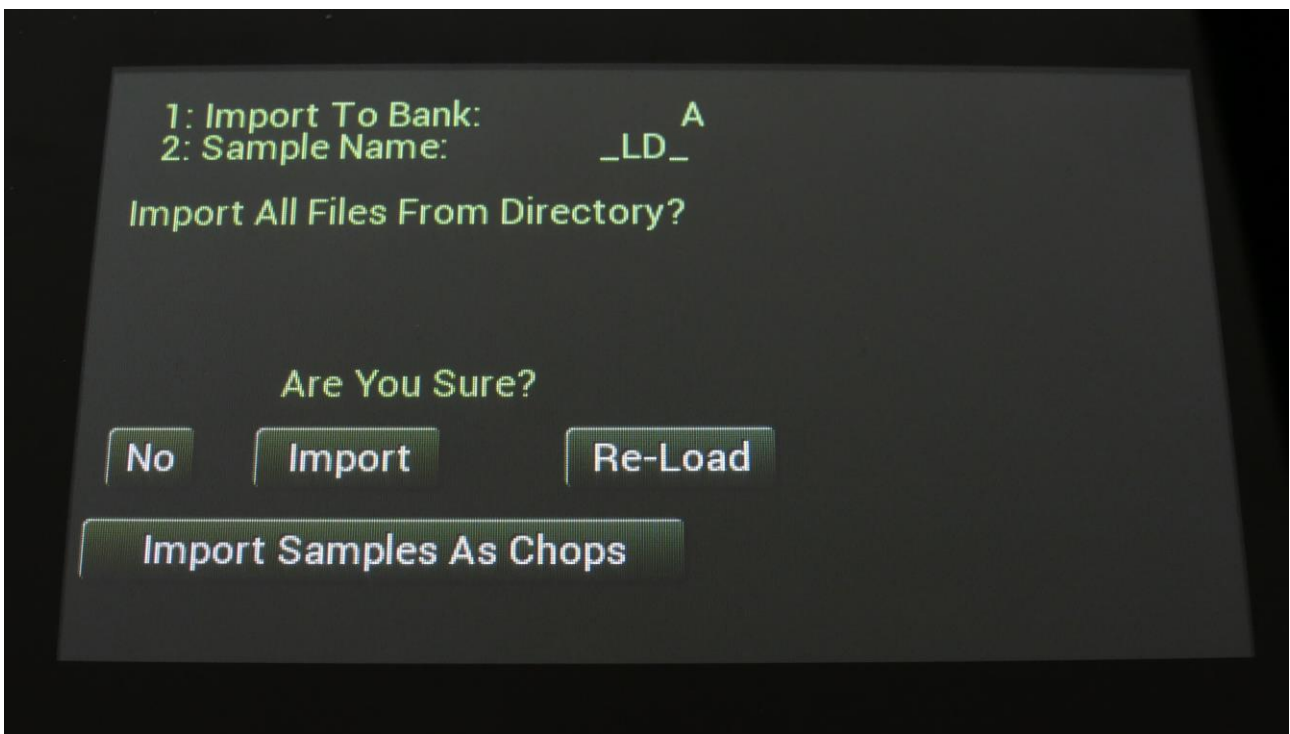 1: Import To Bank: A
2: Sample Name: _LD_
Import All Files From Directory?
Are You Sure?
No Import Re-Load
Import Samples As Chops